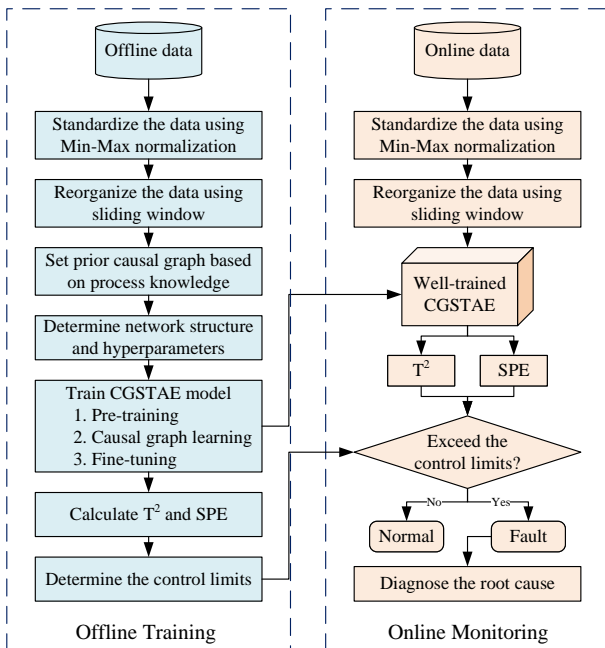 Offline data
Standardize the data using
Min-Max normalization
Reorganize the data using
sliding window
Set prior causal graph based
on process knowledge
Determine network structure
and hyperparameters
Train CGSTAE model
1. Pre-training
2. Causal graph learning
3. Fine-tuning
Calculate T² and SPE
Determine the control limits
Offline Training
Online data
Standardize the data using
Min-Max normalization
Reorganize the data using
sliding window
Well-trained
CGSTAE
T²
SPE
Exceed the
control limits?
No
Yes
Normal
Fault
Diagnose the root cause
Online Monitoring